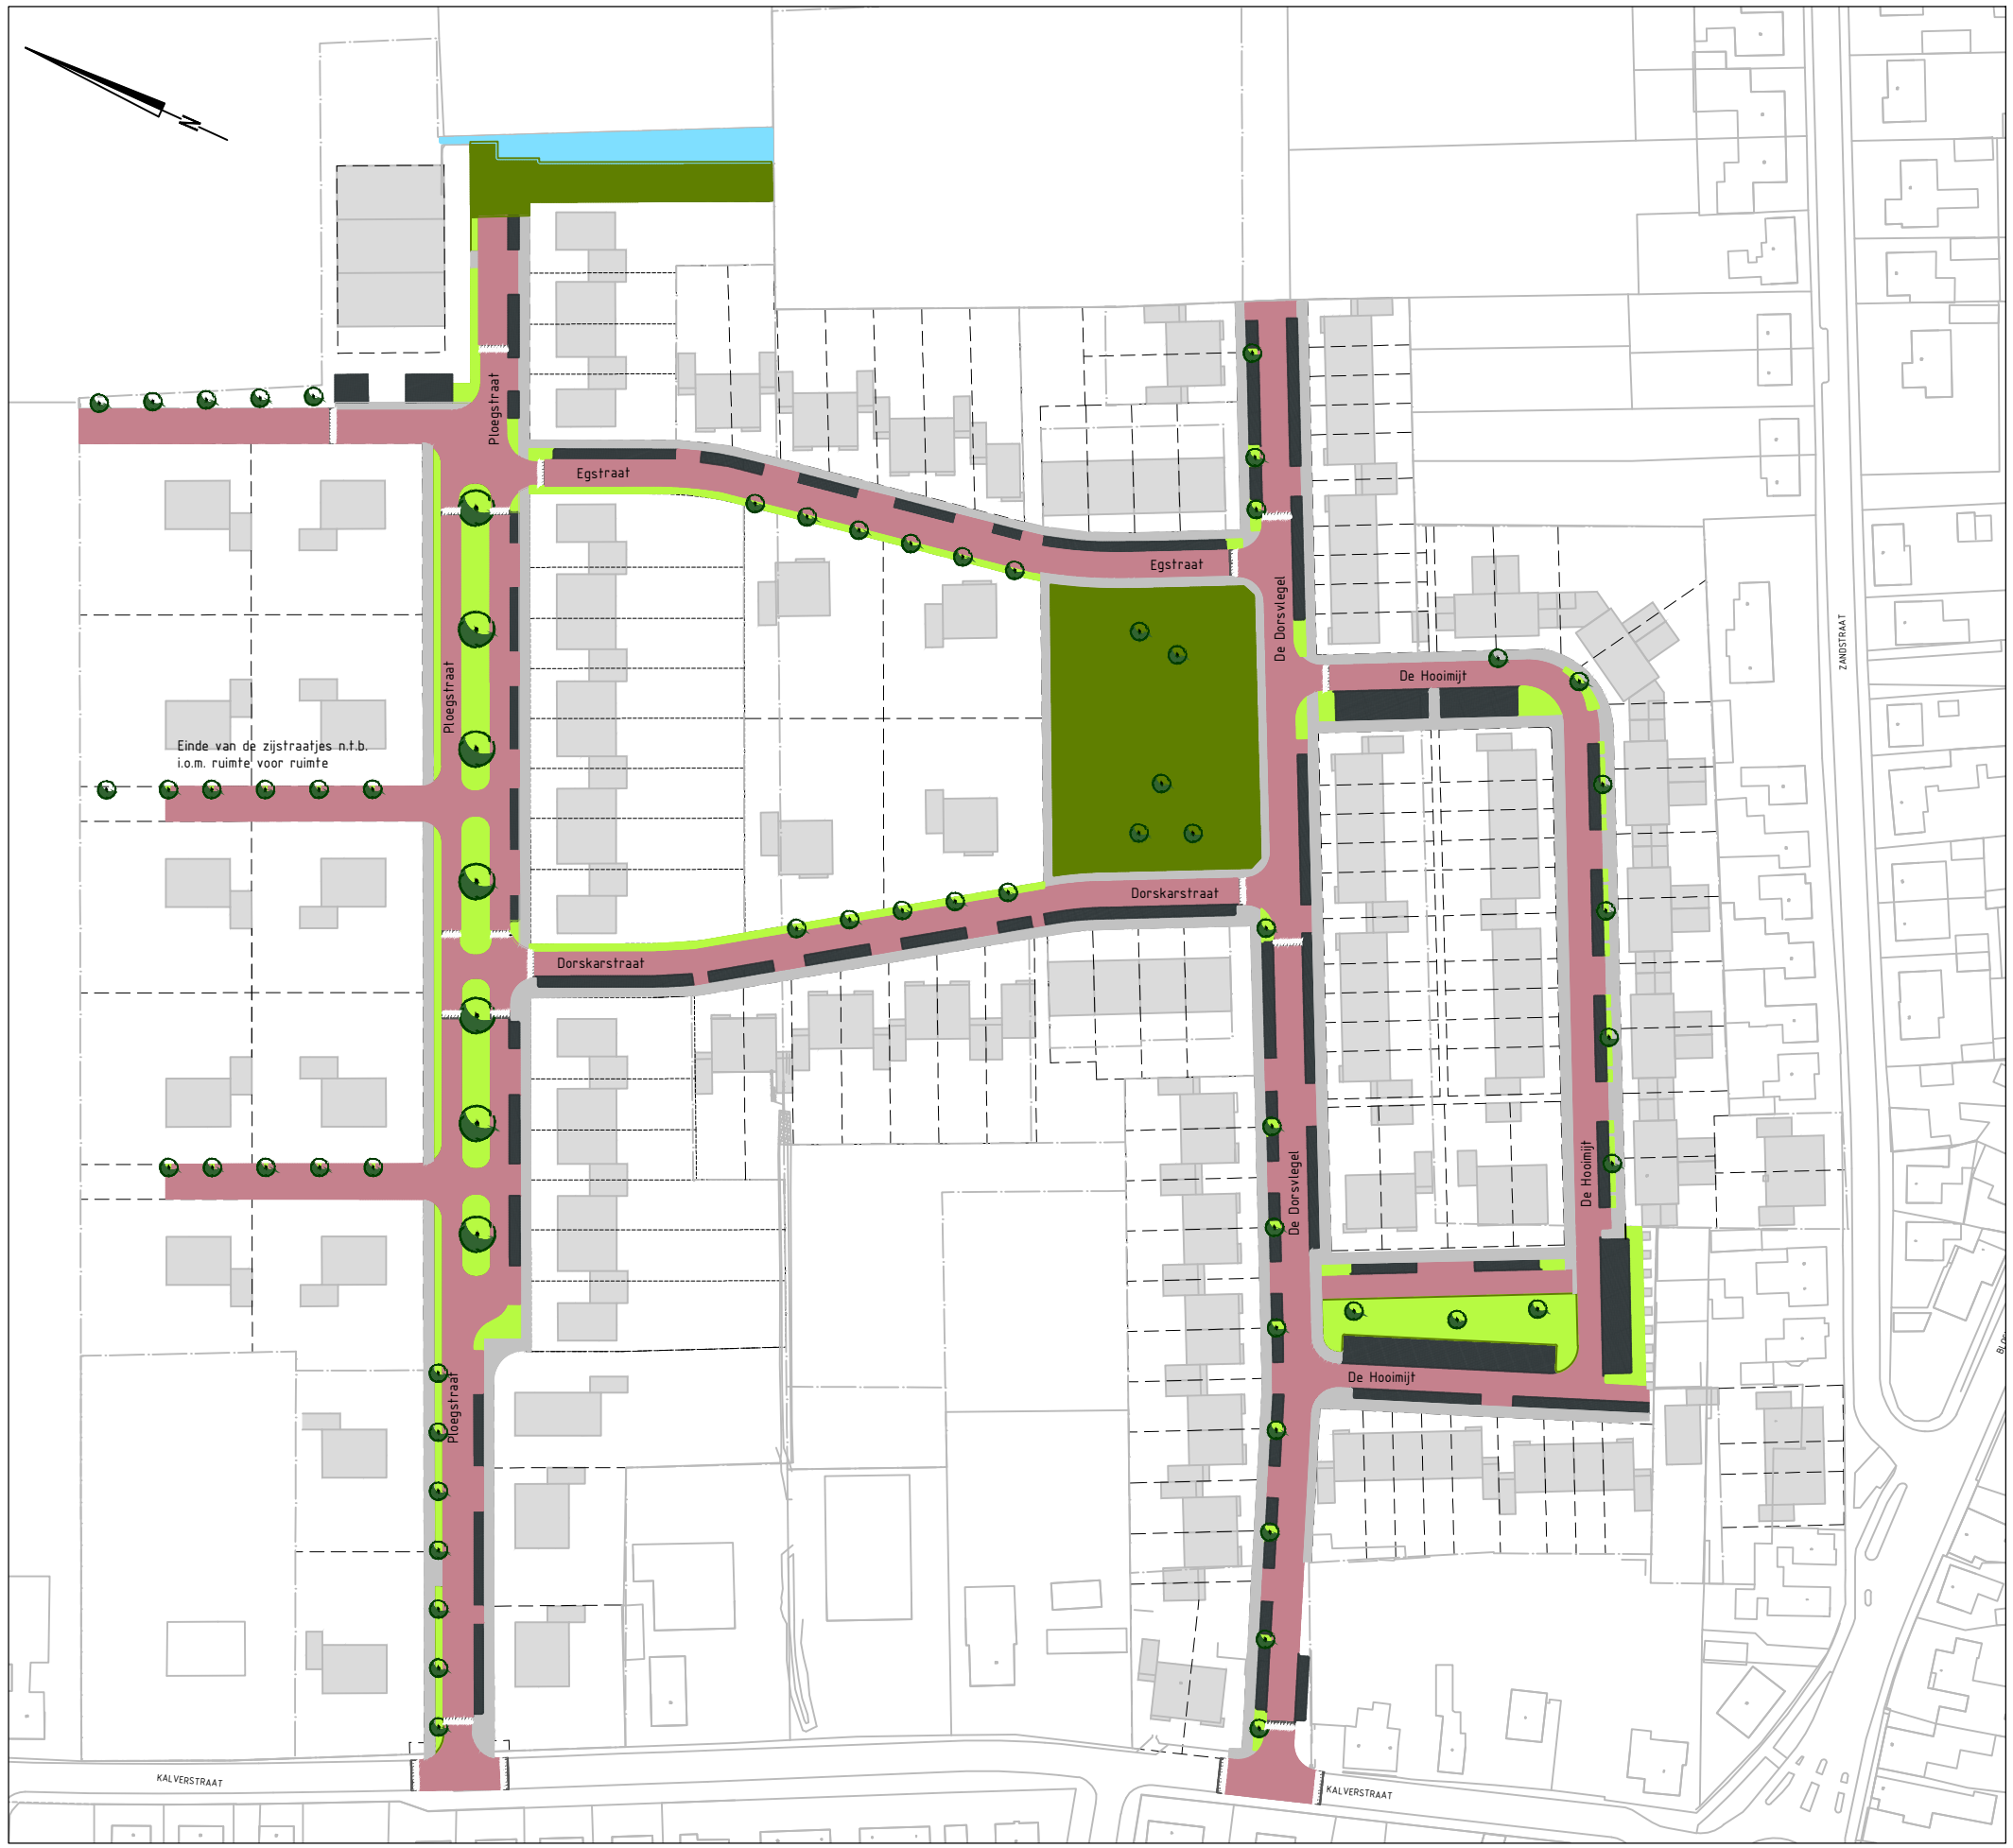 N
Ploegstraat
Egstraat
Egstraat
De Dorsvlegel
ZANDSTRAAT
De Hooimijt
Ploegstraat
Einde van de zijstraatjes n.t.b.
i.o.m. ruimte voor ruimte
Dorskarstraat
Dorskarstraat
De Hooimijt
De Dorsvlegel
De Hooimijt
Ploegstraat
KALVERSTRAAT
KALVERSTRAAT